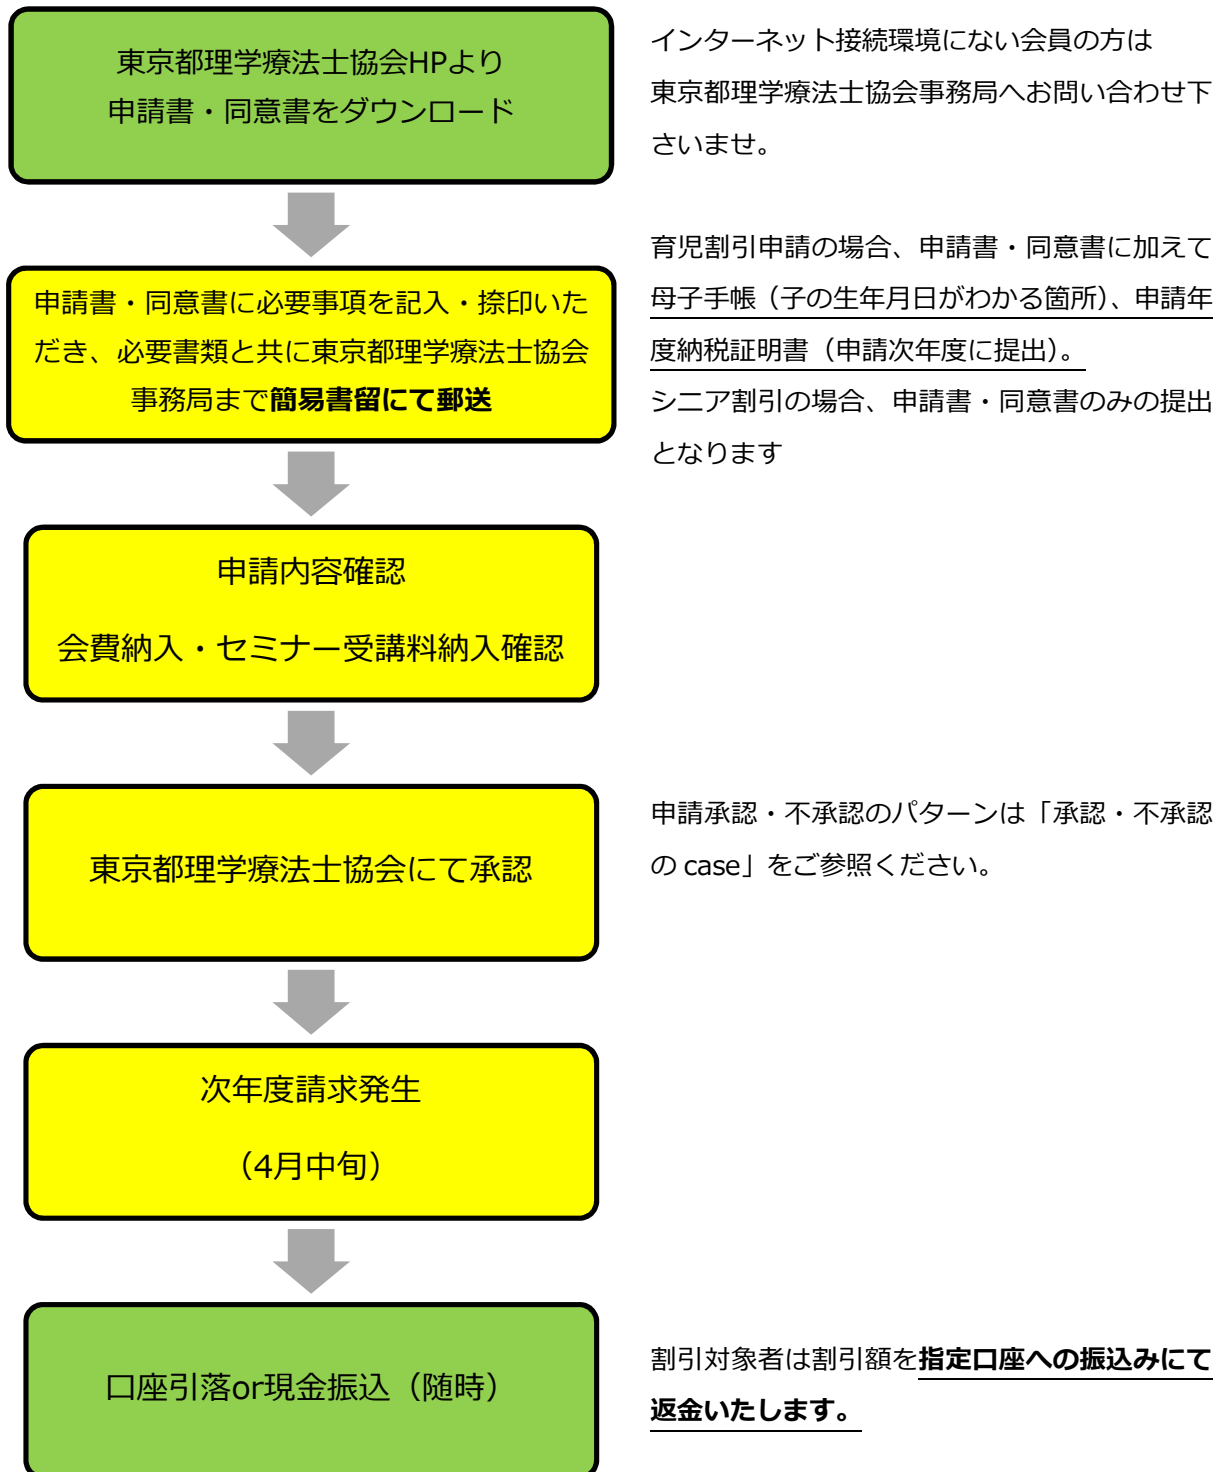 東京都理学療法士協会HPより
申請書・同意書をダウンロード
インターネット接続環境にない会員の方は
東京都理学療法士協会事務局へお問い合わせ下
さいませ。
申請書・同意書に必要事項を記入・捺印いた
だき、必要書類と共に東京都理学療法士協会
事務局まで簡易書留にて郵送
育児割引申請の場合、申請書・同意書に加えて
母子手帳（子の生年月日がわかる箇所）、申請年
度納税証明書（申請次年度に提出）。
シニア割引の場合、申請書・同意書のみの提出
となります
申請内容確認
会費納入・セミナー受講料納入確認
東京都理学療法士協会にて承認
申請承認・不承認のパターンは「承認・不承認
の case」をご参照ください。
次年度請求発生
（4月中旬）
口座引落or現金振込（随時）
割引対象者は割引額を指定口座への振込みにて
返金いたします。